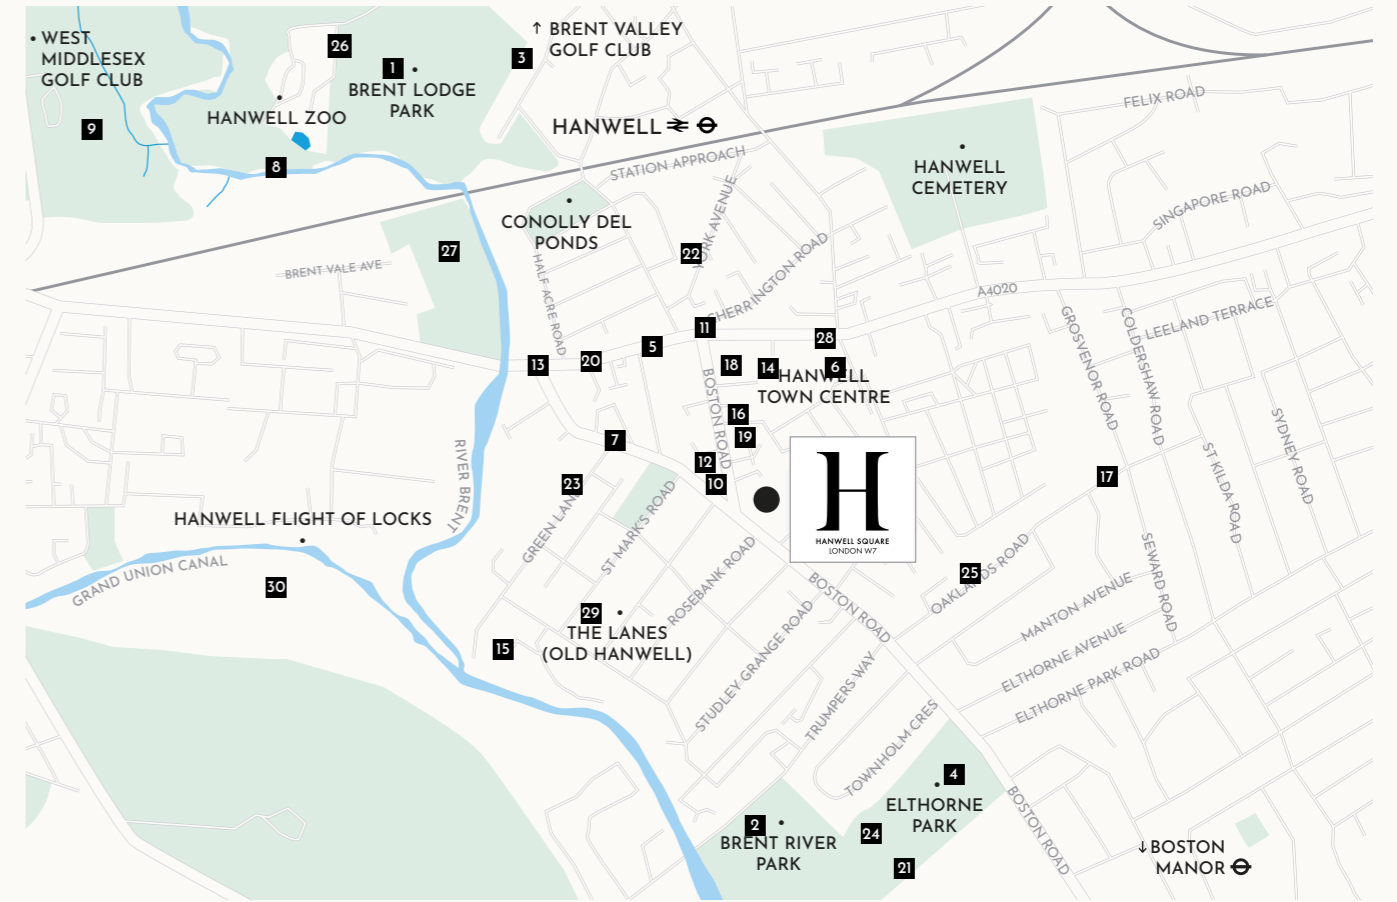 WEST
MIDDLESEX
GOLF CLUB
26
1
BRENT LODGE
PARK
3
↑ BRENT VALLEY
GOLF CLUB
9
HANWELL ZOO
8
HANWELL
STATION APPROACH
FELIX ROAD
HANWELL
CEMETERY
SINGAPORE ROAD
CONOLLY DEL
PONDS
27
BRENT VALE AVE
HALF ACRE ROAD
22
YORK AVENUE
CHERRINGTON ROAD
A4020
11
28
5
13
20
18
14
6
HANWELL
TOWN CENTRE
BOSTON ROAD
16
19
7
12
10
23
GREEN LANE
ST MARK'S ROAD
RIVER BRENT
GROSVENOR ROAD
COLDERSHAW ROAD
LEELAND TERRACE
SYDNEY ROAD
ST KILDA ROAD
17
SEWARD ROAD
H
HANWELL SQUARE
LONDON W7
HANWELL FLIGHT OF LOCKS
GRAND UNION CANAL
30
29
THE LANES
(OLD HANWELL)
15
ROSEBANK ROAD
BOSTON ROAD
STUDLEY GRANGE ROAD
TRUMPERS WAY
TOWNHOLM CRES
25
OAKLANDS ROAD
MANTON AVENUE
ELTHORNE AVENUE
ELTHORNE PARK ROAD
4
ELTHORNE
PARK
2
BRENT RIVER
PARK
24
21
BOSTON ROAD
↓ BOSTON
MANOR